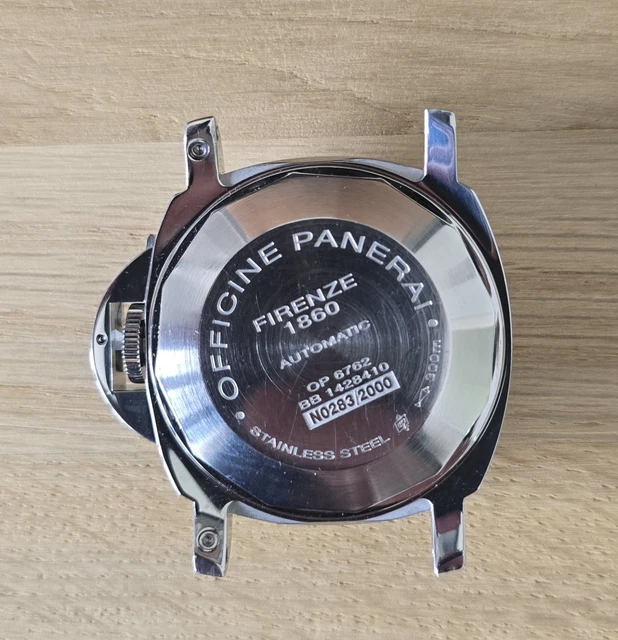 OFFICINE PANERAI
FIRENZE
1860
AUTOMATIC
OP 6762
BB 1428410
N0283/2000
300m
STAINLESS STEEL